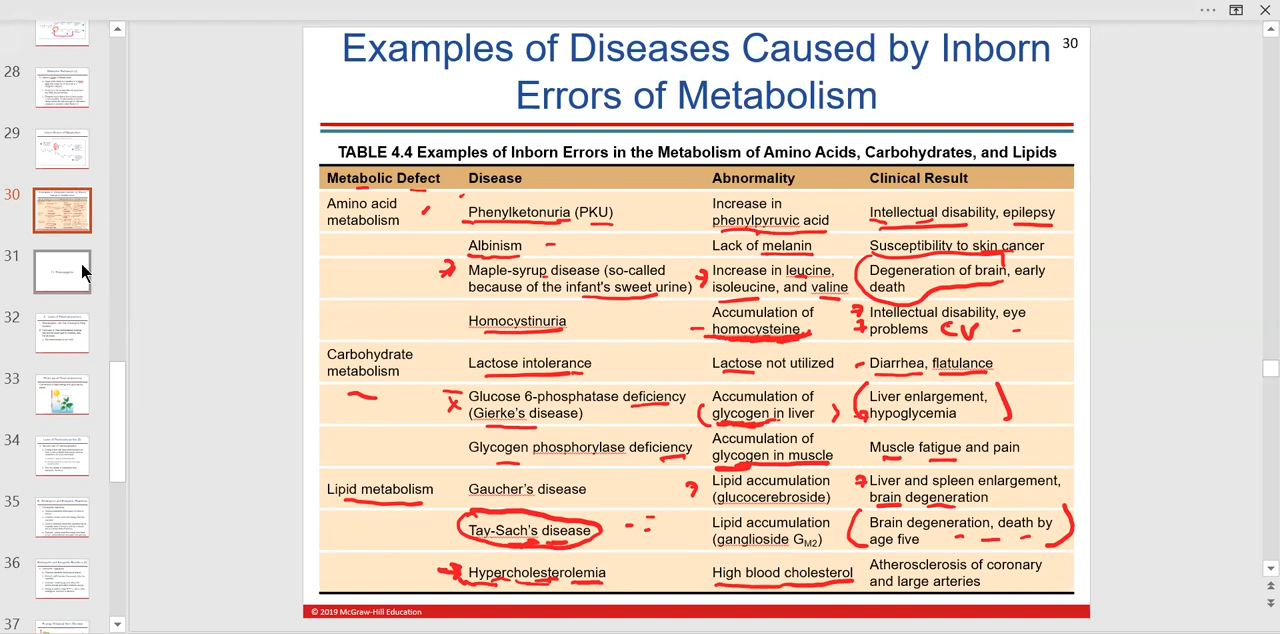 28
29
30
31
32
33
34
35
36
37
Examples of Diseases Caused by Inborn
Errors of Metabolism
30
TABLE 4.4 Examples of Inborn Errors in the Metabolism of Amino Acids, Carbohydrates, and Lipids
Metabolic Defect Disease Abnormality Clinical Result
Amino acid
metabolism
Phenylketonuria (PKU)
Increase in
phenylpyruvic acid
Intellectual disability, epilepsy
Albinism
Lack of melanin
Susceptibility to skin cancer
Maple-syrup disease (so-called
because of the infant's sweet urine)
Increase in leucine,
isoleucine, and valine
Degeneration of brain, early
death
Homocystinuria
Accumulation of
homocysteine
Intellectual disability, eye
problems
CV
Carbohydrate
metabolism
Lactose intolerance
Lactose not utilized
Diarrhea, flatulance
Glucose 6-phosphatase deficiency
(Gierke's disease)
Accumulation of
glycogen in liver
Liver enlargement,
hypoglycemia
Glycogen phosphorylase deficiency
Accumulation of
glycogen in muscle
Muscle fatigue and pain
Lipid metabolism
Gaucher's disease
Lipid accumulation
(glucocerebroside)
Liver and spleen enlargement,
brain degeneration
Tay-Sach's disease
Lipid accumulation
(ganglioside GM2)
Brain degeneration, death by
age five
Hypercholesterolemia
High blood cholesterol
Atherosclerosis of coronary
and large arteries
© 2019 McGraw-Hill Education